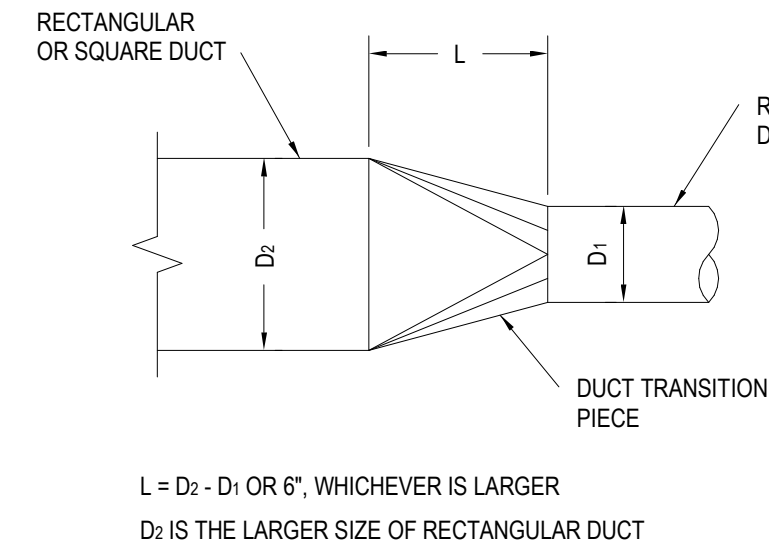 RECTANGULAR
OR SQUARE DUCT
L
D2
D1
DUCT TRANSITION
PIECE
L = D2 - D1 OR 6", WHICHEVER IS LARGER
D2 IS THE LARGER SIZE OF RECTANGULAR DUCT